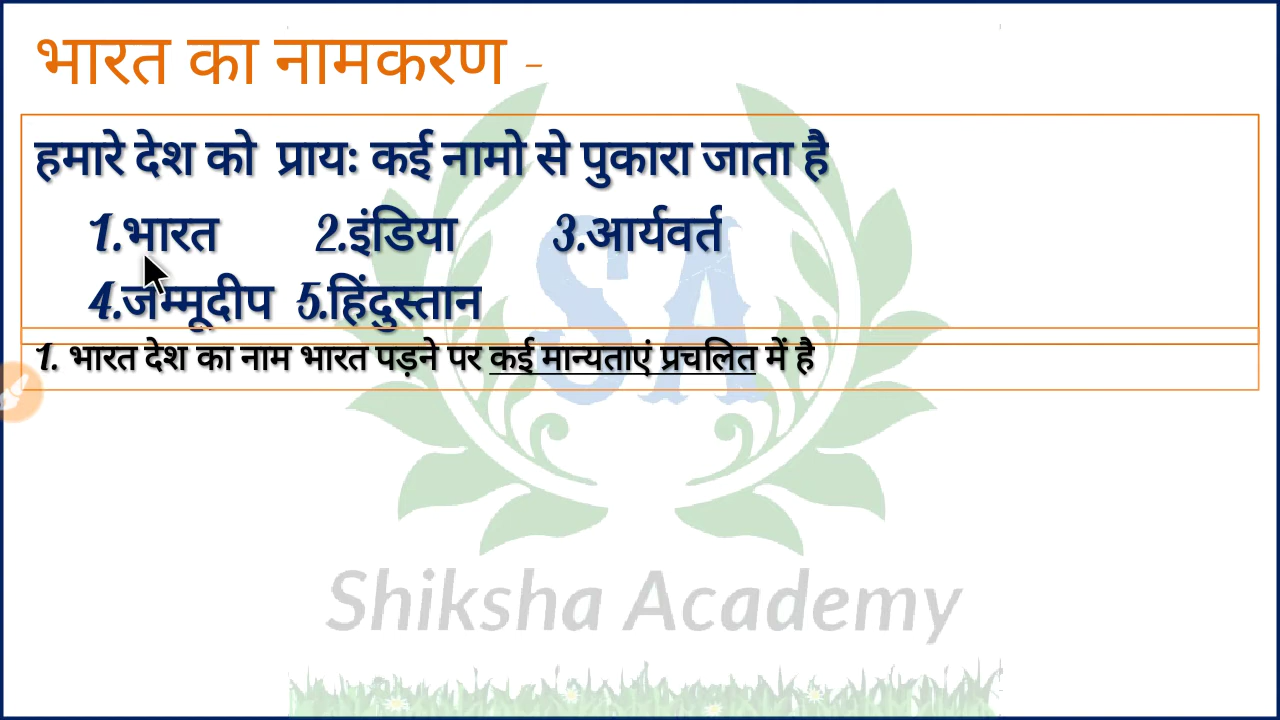 भारत का नामकरण -
हमारे देश को प्रायः कई नामो से पुकारा जाता है
1.भारत 2.इंडिया 3.आर्यवर्त
4.जम्मूदीप 5.हिंदुस्तान
1. भारत देश का नाम भारत पड़ने पर कई मान्यताएं प्रचलित में है
SA
Shiksha Academy